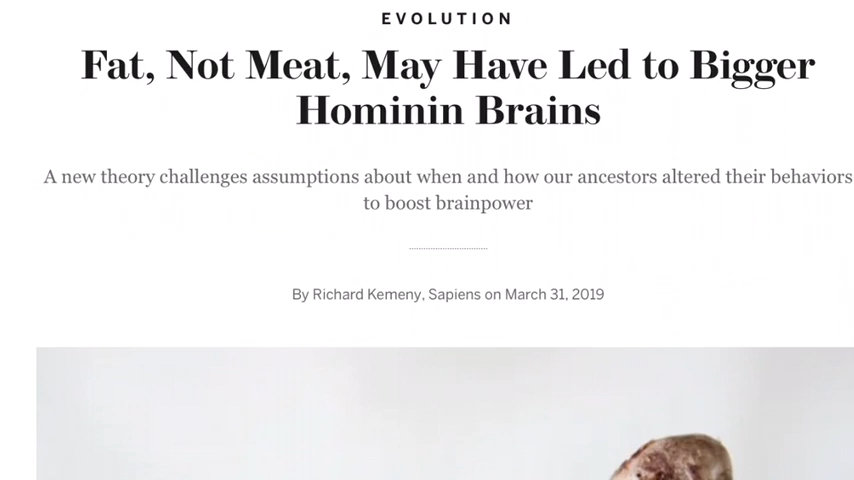 EVOLUTION
Fat, Not Meat, May Have Led to Bigger
Hominin Brains
A new theory challenges assumptions about when and how our ancestors altered their behaviors
to boost brainpower
By Richard Kemeny, Sapiens on March 31, 2019